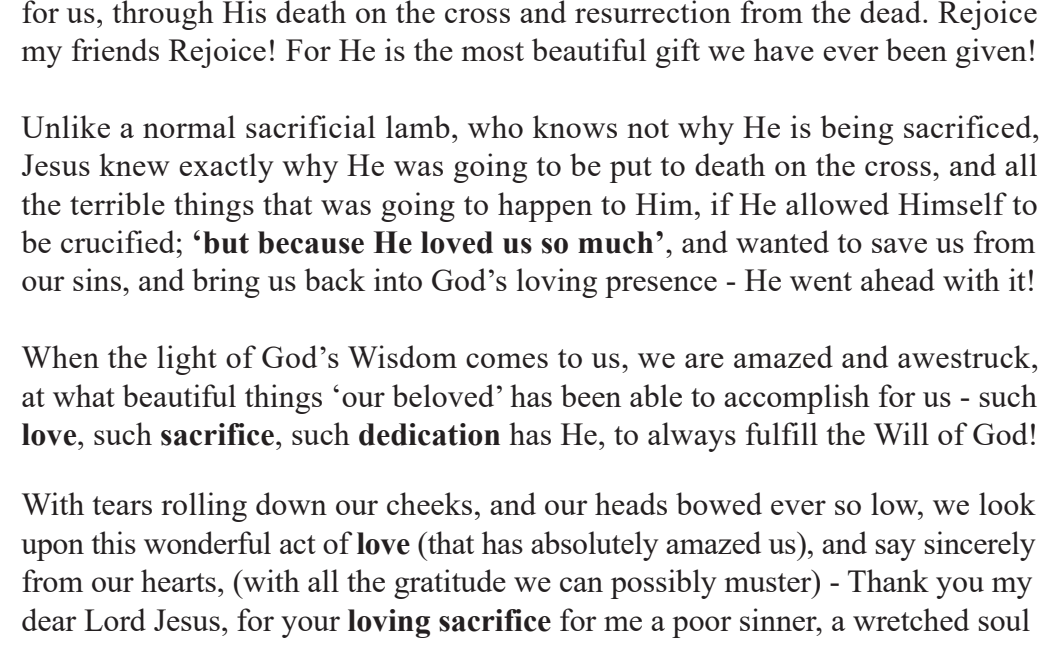 for us, through His death on the cross and resurrection from the dead. Rejoice
my friends Rejoice! For He is the most beautiful gift we have ever been given!
Unlike a normal sacrificial lamb, who knows not why He is being sacrificed,
Jesus knew exactly why He was going to be put to death on the cross, and all
the terrible things that was going to happen to Him, if He allowed Himself to
be crucified; ‘but because He loved us so much’, and wanted to save us from
our sins, and bring us back into God’s loving presence - He went ahead with it!
When the light of God’s Wisdom comes to us, we are amazed and awestruck,
at what beautiful things ‘our beloved’ has been able to accomplish for us - such
love, such sacrifice, such dedication has He, to always fulfill the Will of God!
With tears rolling down our cheeks, and our heads bowed ever so low, we look
upon this wonderful act of love (that has absolutely amazed us), and say sincerely
from our hearts, (with all the gratitude we can possibly muster) - Thank you my
dear Lord Jesus, for your loving sacrifice for me a poor sinner, a wretched soul